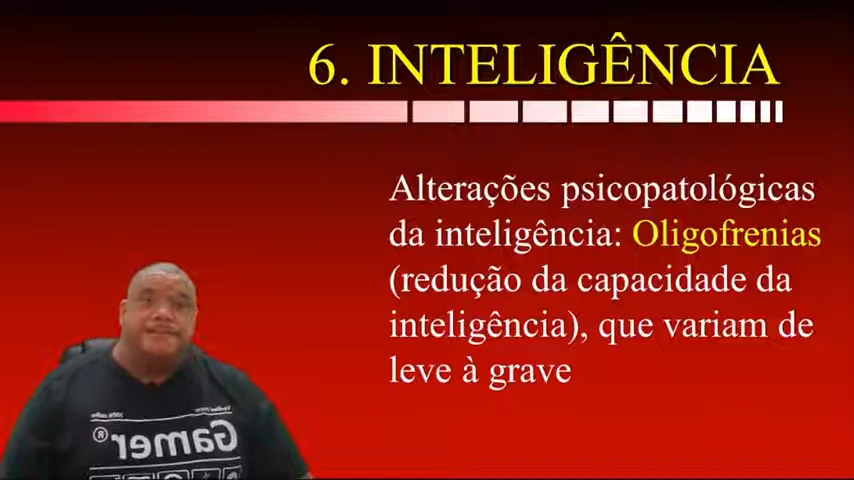 6. INTELIGÊNCIA
Alterações psicopatológicas
da inteligência: Oligofrenias
(redução da capacidade da
inteligência), que variam de
leve à grave
Gamer®